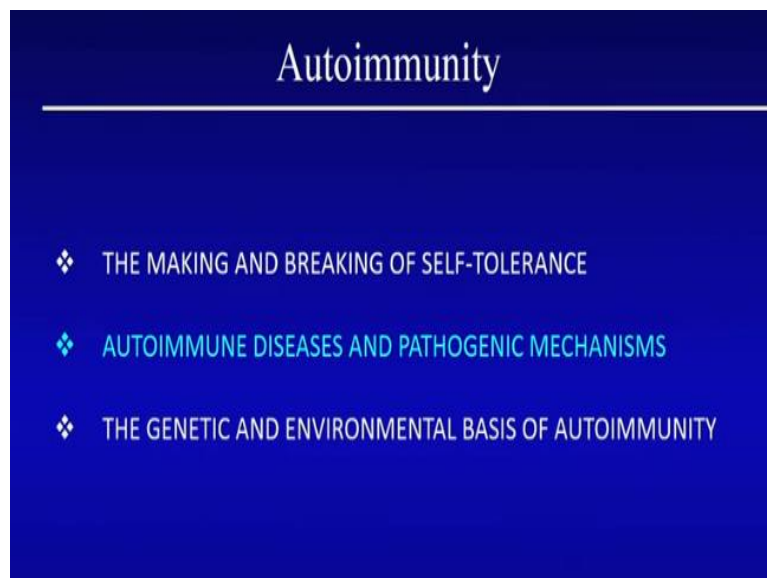 Autoimmunity
❖ THE MAKING AND BREAKING OF SELF-TOLERANCE
❖ AUTOIMMUNE DISEASES AND PATHOGENIC MECHANISMS
❖ THE GENETIC AND ENVIRONMENTAL BASIS OF AUTOIMMUNITY